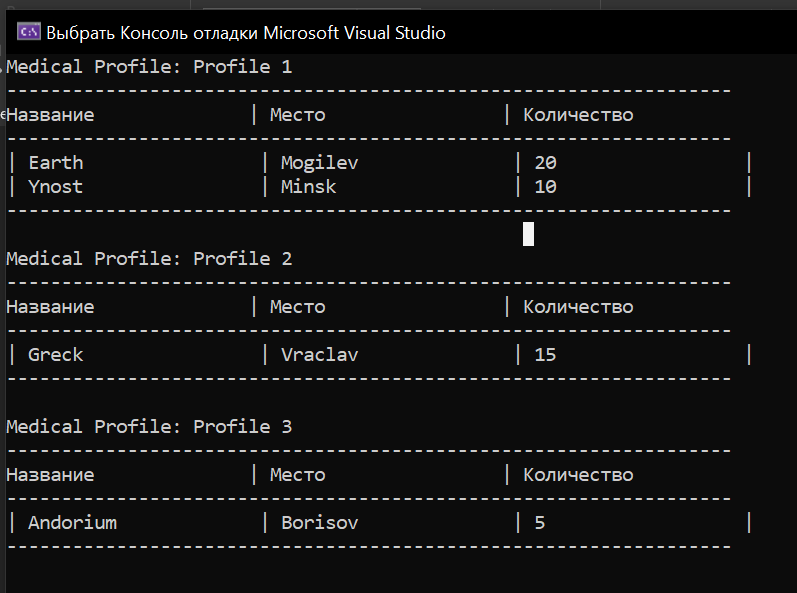 Выбрать Консоль отладки Microsoft Visual Studio
Medical Profile: Profile 1
------------------------------------------------------------------
Название              | Место                | Количество
------------------------------------------------------------------
| Earth                | Mogilev              | 20                 |
| Ynost                | Minsk                | 10                 |
------------------------------------------------------------------
Medical Profile: Profile 2
------------------------------------------------------------------
Название              | Место                | Количество
------------------------------------------------------------------
| Greck                | Vraclav              | 15                 |
------------------------------------------------------------------
Medical Profile: Profile 3
------------------------------------------------------------------
Название              | Место                | Количество
------------------------------------------------------------------
| Andorium             | Borisov              | 5                  |
------------------------------------------------------------------